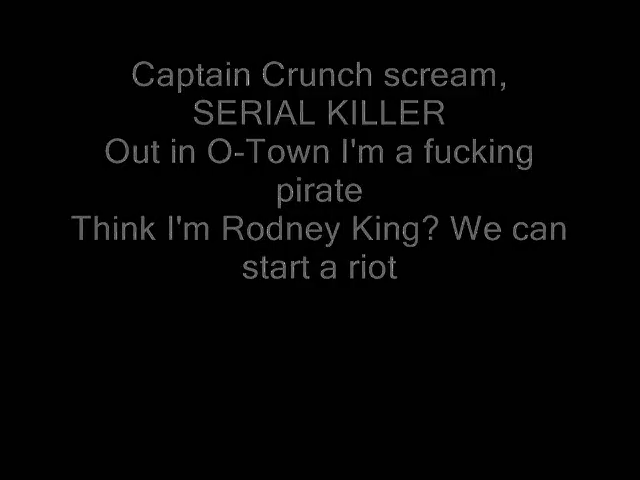 Captain Crunch scream,
SERIAL KILLER
Out in O-Town I'm a fucking
pirate
Think I'm Rodney King? We can
start a riot